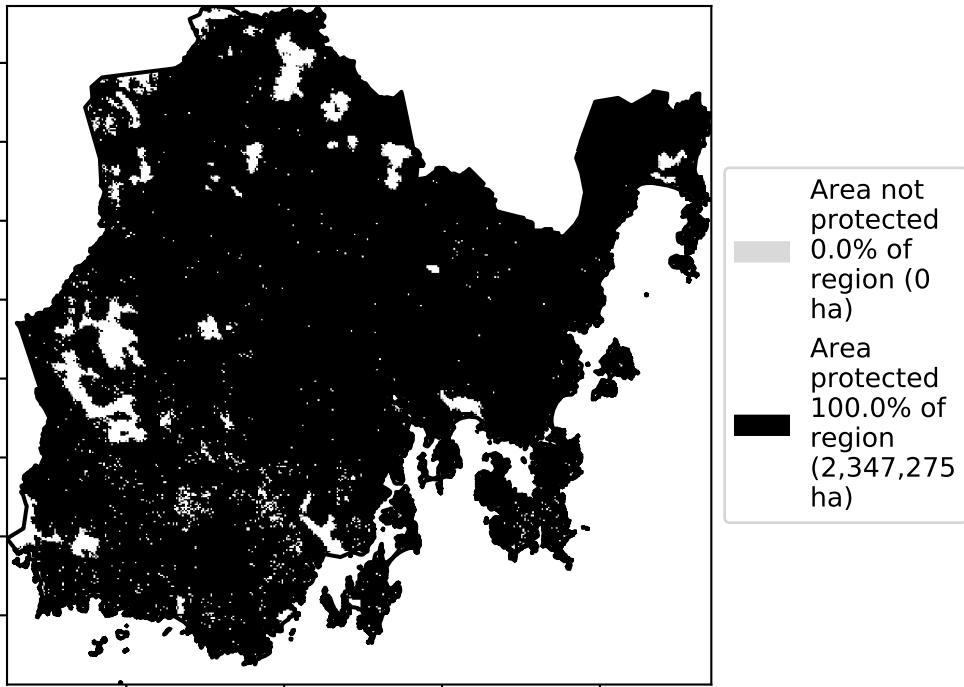 Area not
protected
0.0% of
region (0
ha)
Area
protected
100.0% of
region
(2,347,275
ha)